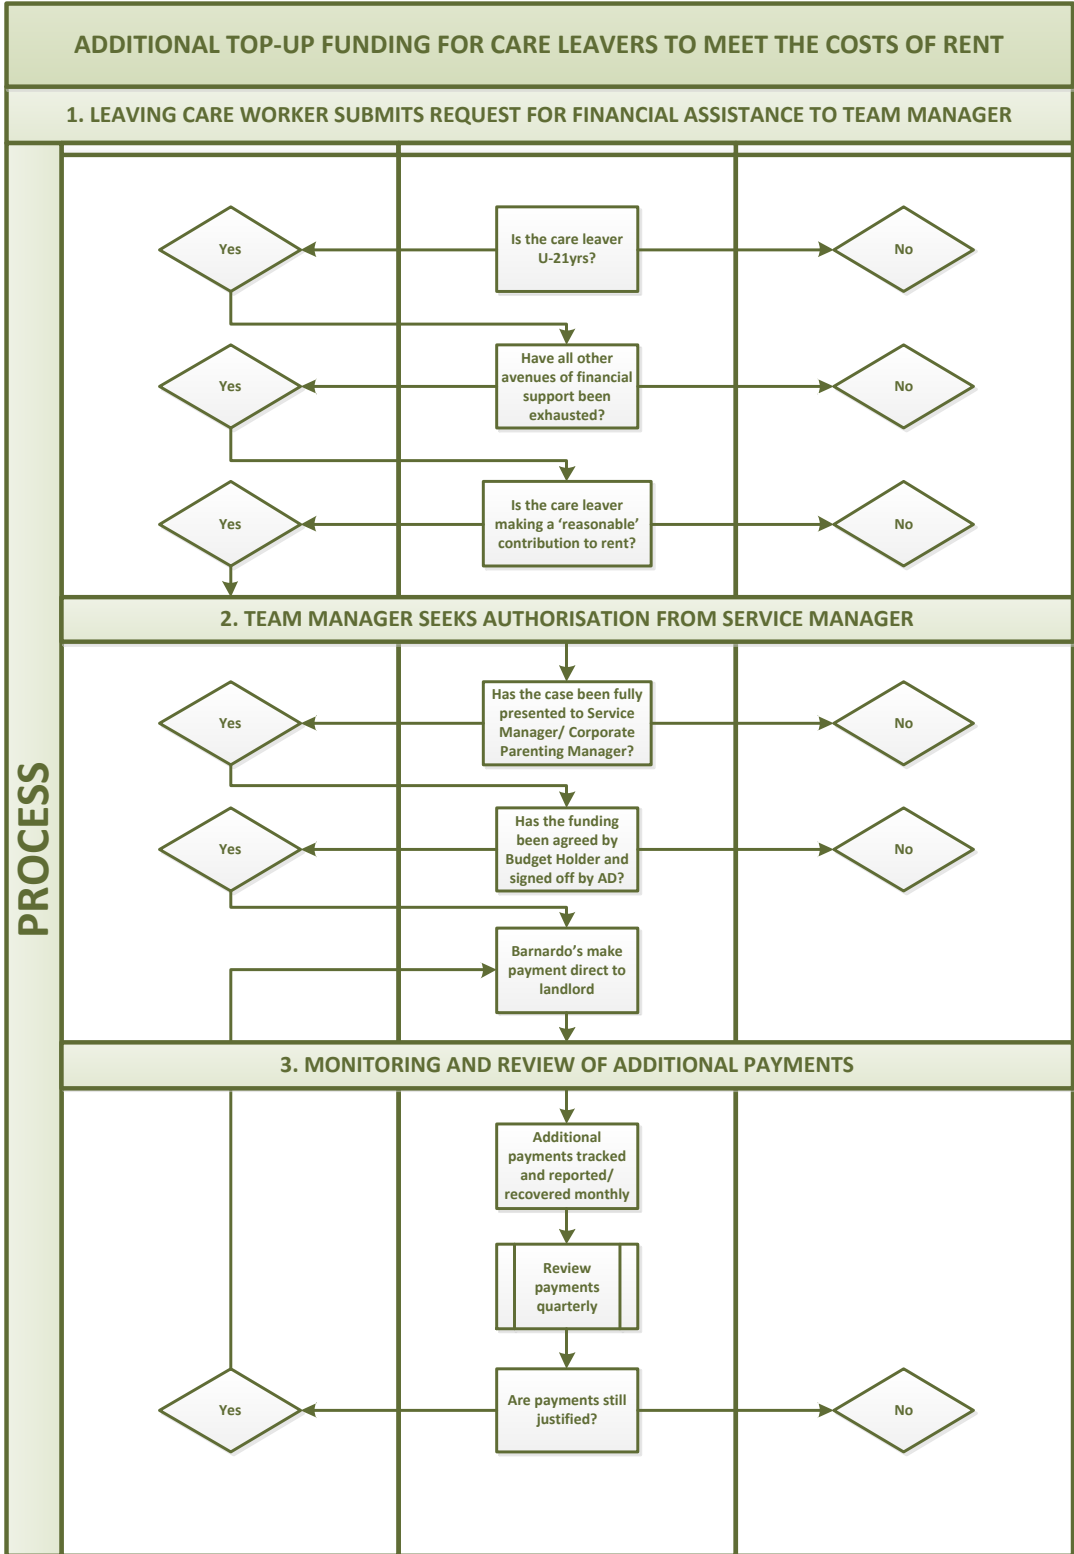 ADDITIONAL TOP-UP FUNDING FOR CARE LEAVERS TO MEET THE COSTS OF RENT
1. LEAVING CARE WORKER SUBMITS REQUEST FOR FINANCIAL ASSISTANCE TO TEAM MANAGER
PROCESS
Yes
Is the care leaver
U-21yrs?
No
Yes
Have all other
avenues of financial
support been
exhausted?
No
Yes
Is the care leaver
making a ‘reasonable’
contribution to rent?
No
2. TEAM MANAGER SEEKS AUTHORISATION FROM SERVICE MANAGER
Yes
Has the case been fully
presented to Service
Manager/ Corporate
Parenting Manager?
No
Yes
Has the funding
been agreed by
Budget Holder and
signed off by AD?
No
Barnardo’s make
payment direct to
landlord
3. MONITORING AND REVIEW OF ADDITIONAL PAYMENTS
Additional
payments tracked
and reported/
recovered monthly
Review
payments
quarterly
Yes
Are payments still
justified?
No